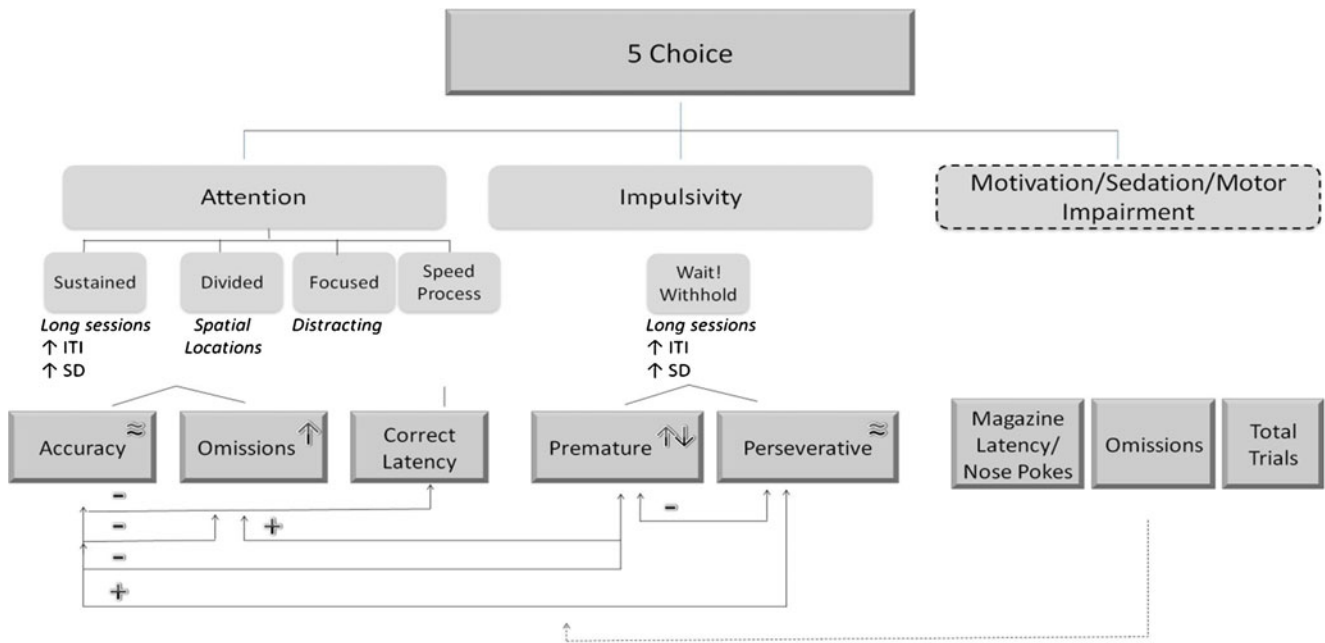 5 Choice
Attention
Impulsivity
Motivation/Sedation/Motor
Impairment
Sustained
Divided
Focused
Speed
Process
Wait!
Withhold
Long sessions
↑ ITI
↑ SD
Spatial
Locations
Distracting
Long sessions
↑ ITI
↑ SD
Accuracy ≈
Omissions ↑
Correct
Latency
Premature ↑↓
Perseverative ≈
Magazine
Latency/
Nose Pokes
Omissions
Total
Trials
-
-
-
+
+
-